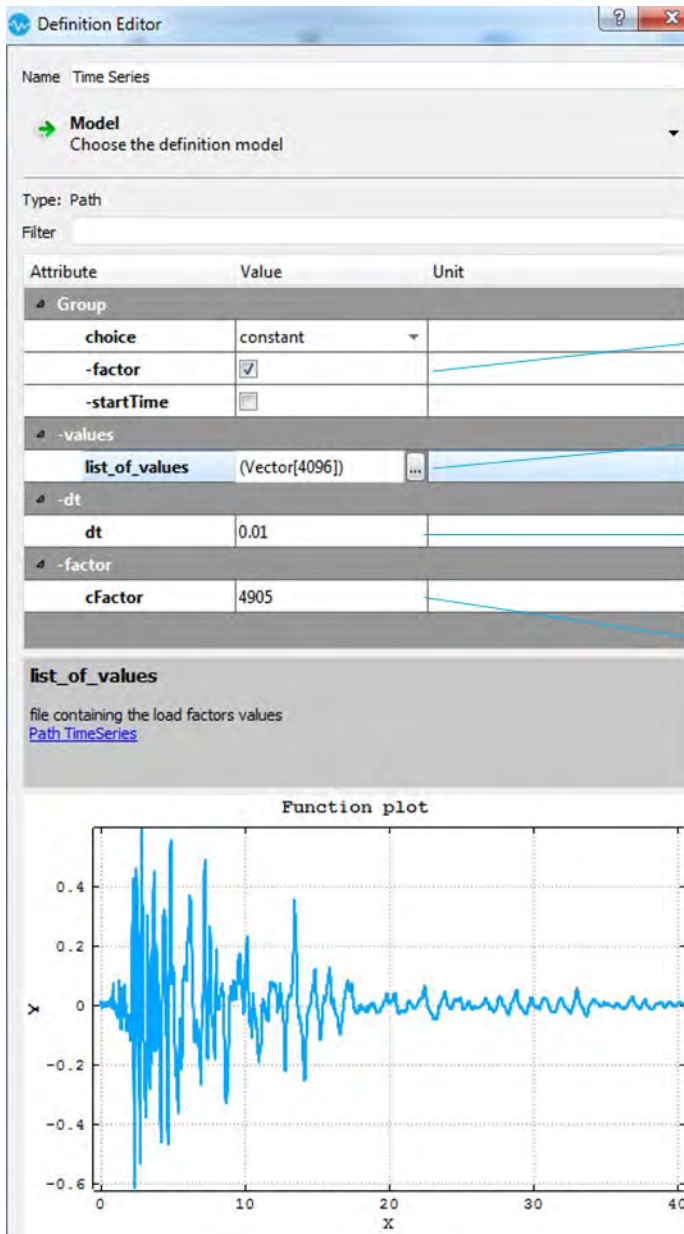 Definition Editor
Name Time Series
Model
Choose the definition model
Type: Path
Filter
Attribute Value Unit
Group
choice constant
-factor
-startTime
-values
list_of_values (Vector[4096]) ...
-dt
dt 0.01
-factor
cFactor 4905
list_of_values
file containing the load factors values
Path TimeSeries
Function plot
0.4
0.2
0
-0.2
-0.4
-0.6
Y
0 10 20 30 40
X